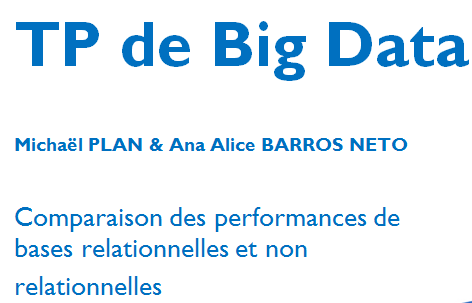 TP de Big Data
Michaël PLAN & Ana Alice BARROS NETO
Comparaison des performances de
bases relationnelles et non
relationnelles